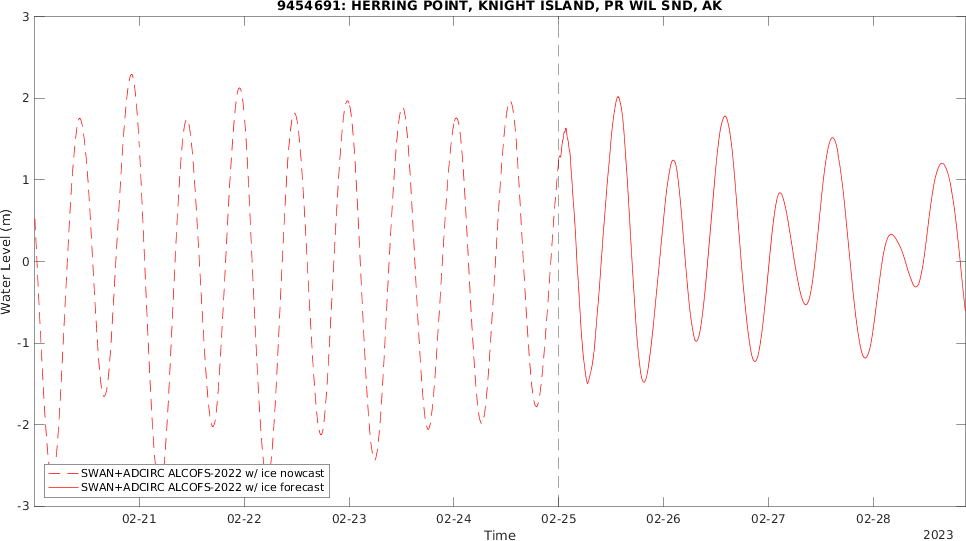 9454691: HERRING POINT, KNIGHT ISLAND, PR WIL SND, AK
3
2
1
0
-1
-2
-3
Water Level (m)
SWAN+ADCIRC ALCOFS-2022 w/ ice nowcast
SWAN+ADCIRC ALCOFS-2022 w/ ice forecast
02-21 02-22 02-23 02-24 02-25 02-26 02-27 02-28
Time
2023